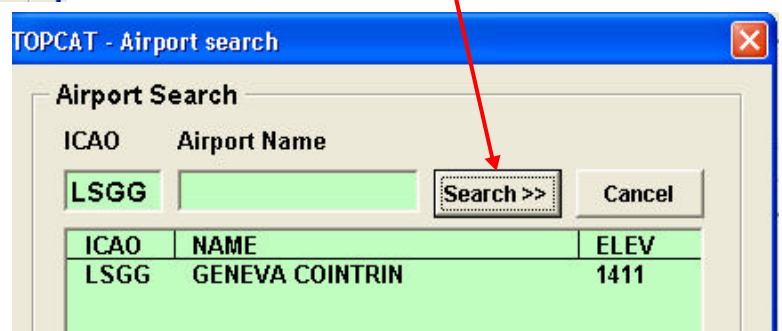 TOPCAT - Airport search
Airport Search
ICAO Airport Name
LSGG Search >> Cancel
ICAO NAME ELEV
LSGG GENEVA COINTRIN 1411